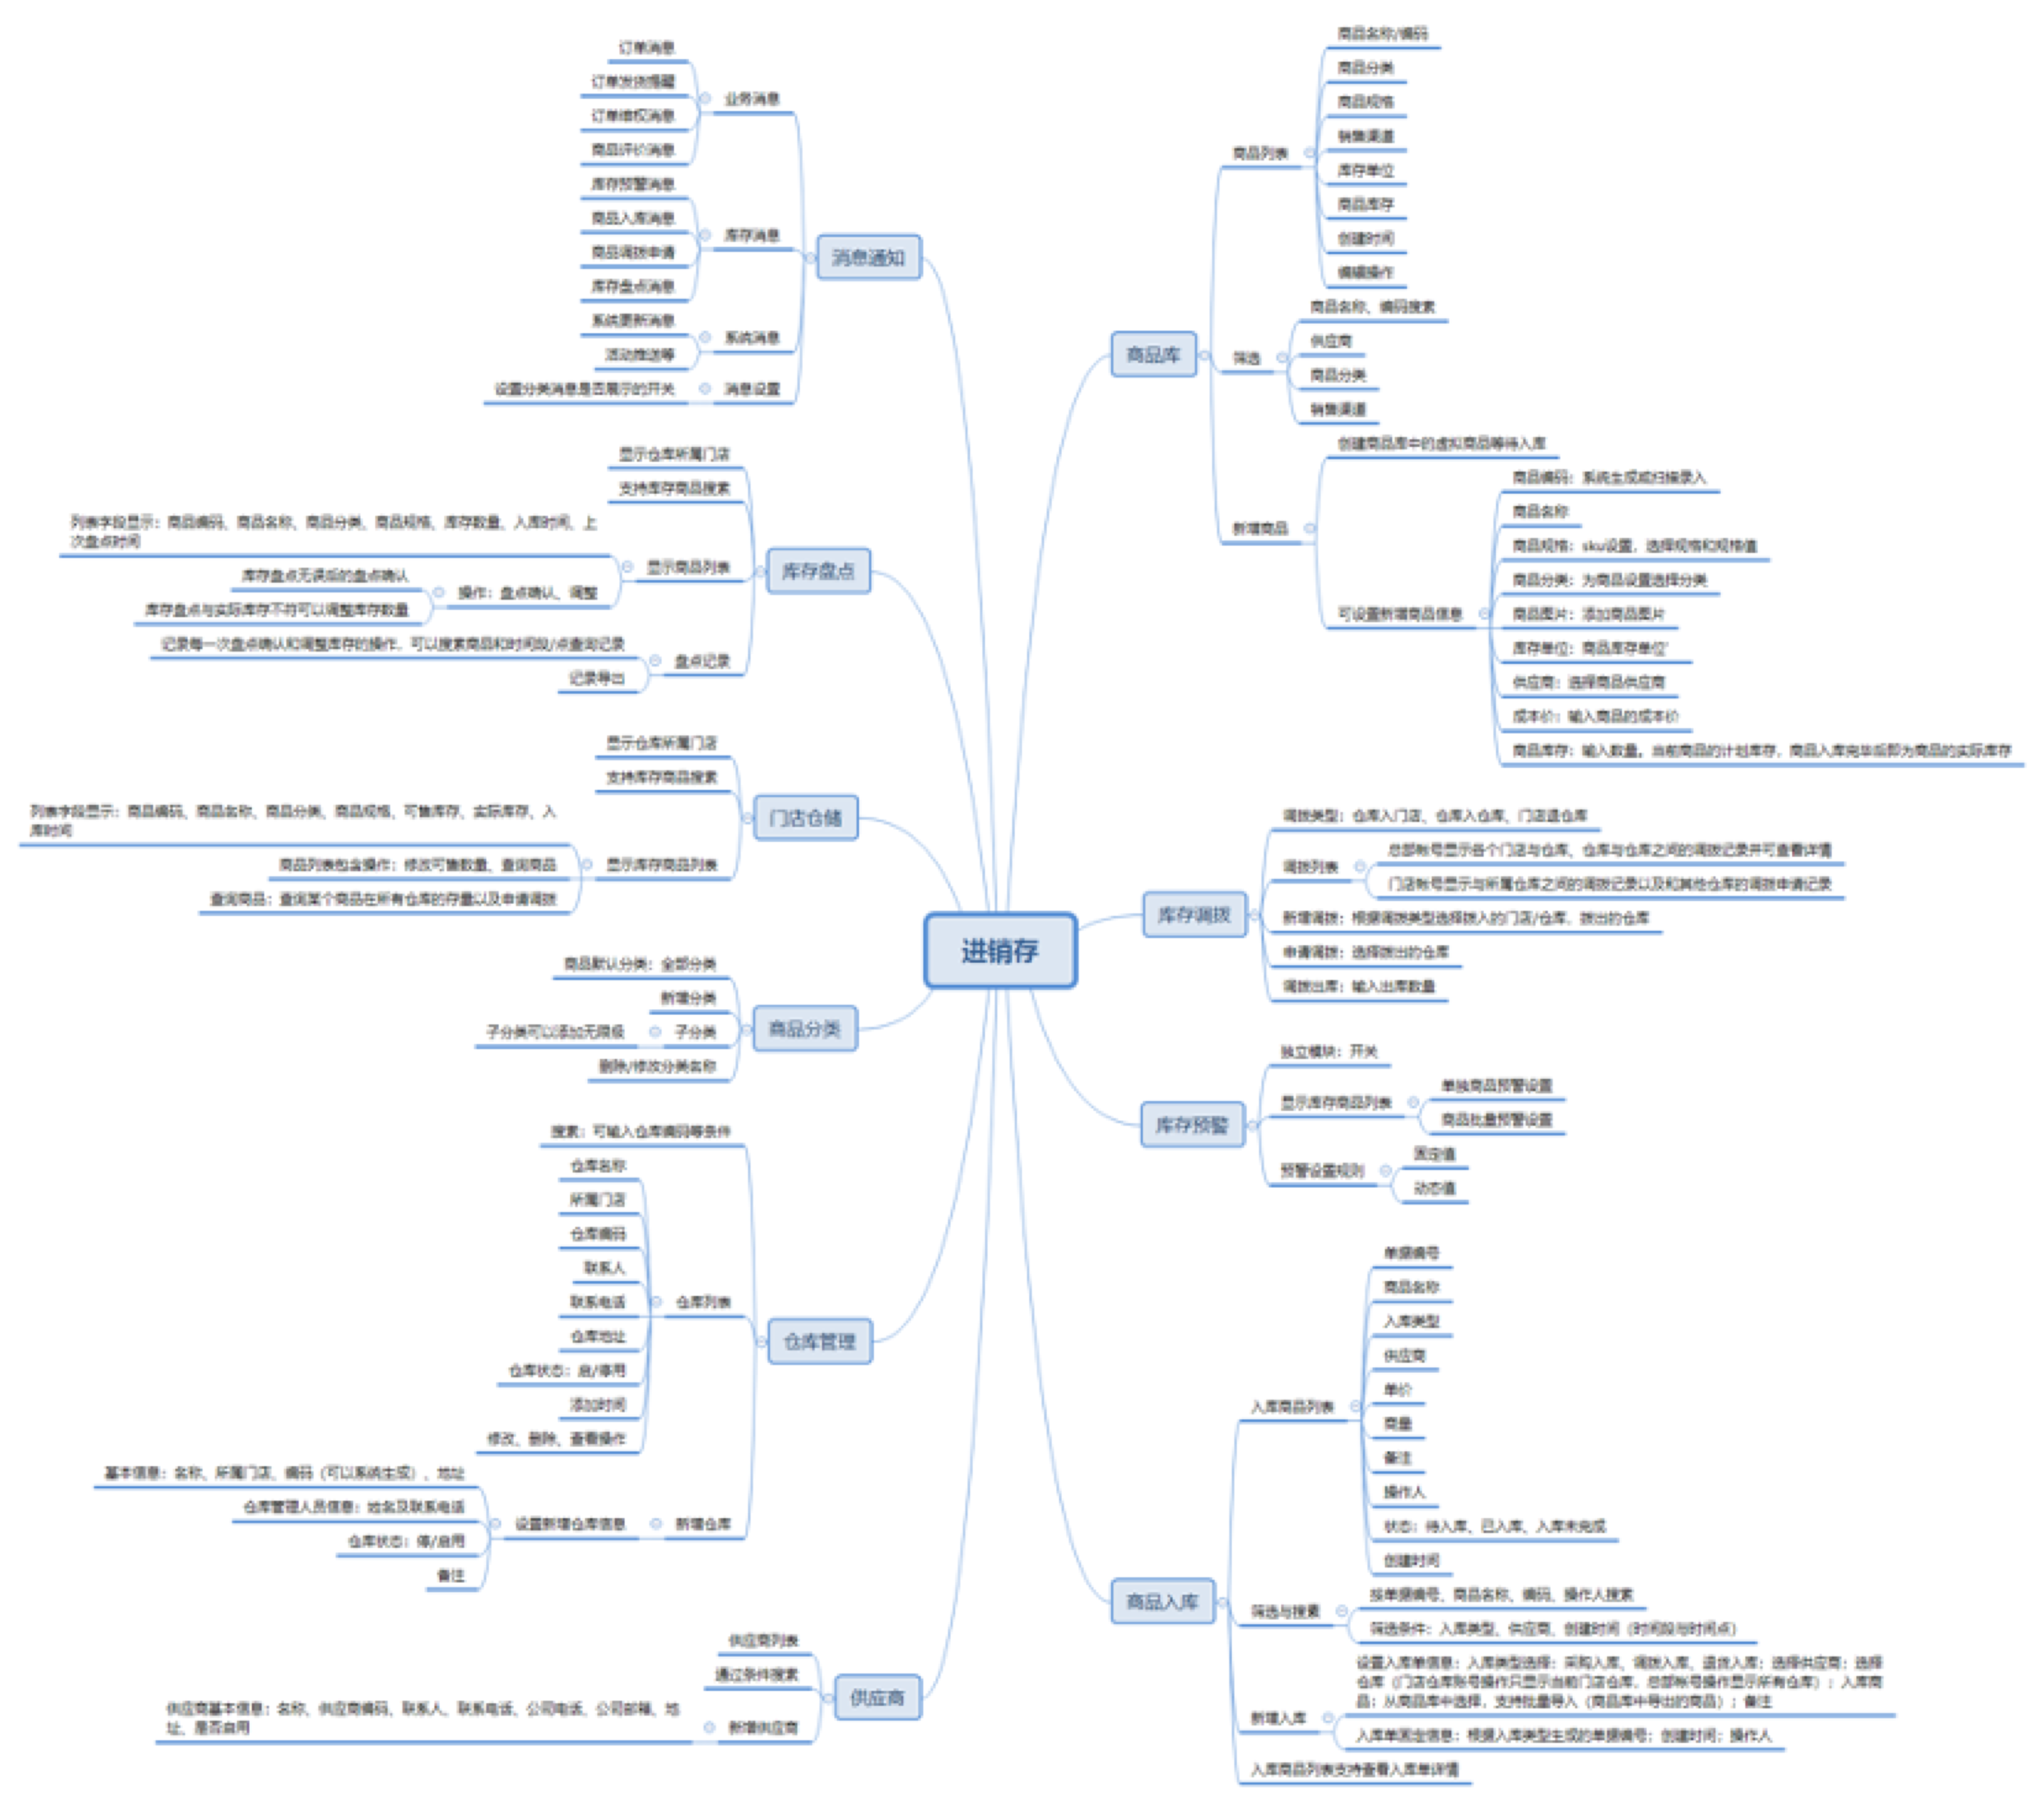 进销存
消息通知
业务消息
订单消息
订单发货提醒
订单维权消息
商品评价消息
库存消息
库存预警消息
商品入库消息
商品调拨申请
库存盘点消息
系统消息
系统更新消息
活动推送等
消息设置
设置分类消息是否展示的开关
库存盘点
显示仓库所属门店
支持库存商品搜素
显示商品列表
列表字段显示：商品编码、商品名称、商品分类、商品规格、库存数量、入库时间、上
次盘点时间
操作：盘点确认、调整
库存盘点无误后的盘点确认
库存盘点与实际库存不符可以调整库存数量
盘点记录
记录每一次盘点确认和调整库存的操作，可以搜素商品和时间段/点查询记录
记录导出
门店仓储
显示仓库所属门店
支持库存商品搜素
显示库存商品列表
列表字段显示：商品编码、商品名称、商品分类、商品规格、可售库存、实际库存、入
库时间
商品列表包含操作：修改可售数量、查询商品
查询商品：查询某个商品在所有仓库的存量以及申请调拨
商品分类
商品默认分类：全部分类
新增分类
子分类
子分类可以添加无限级
删除/修改分类名称
仓库管理
搜素：可输入仓库编码等条件
仓库列表
仓库名称
所属门店
仓库编码
联系人
联系电话
仓库地址
仓库状态：启/停用
添加时间
修改、删除、查看操作
新增仓库
设置新增仓库信息
基本信息：名称、所属门店、编码（可以系统生成）、地址
仓库管理人员信息：姓名及联系电话
仓库状态：停/启用
备注
供应商
供应商列表
通过条件搜素
新增供应商
供应商基本信息：名称、供应商编码、联系人、联系电话、公司电话、公司邮箱、地
址、是否启用
商品库
商品列表
商品名称/编码
商品分类
商品规格
销售渠道
库存单位
商品库存
创建时间
编辑操作
筛选
商品名称、编码搜素
供应商
商品分类
销售渠道
新增商品
创建商品库中的虚拟商品等待入库
可设置新增商品信息
商品编码：系统生成或扫描录入
商品名称
商品规格：sku设置，选择规格和规格值
商品分类：为商品设置选择分类
商品图片：添加商品图片
库存单位：商品库存单位'
供应商：选择商品供应商
成本价：输入商品的成本价
商品库存：输入数量。当前商品的计划库存，商品入库完毕后即为商品的实际库存
库存调拨
调拨类型：仓库入门店、仓库入仓库、门店退仓库
调拨列表
总部帐号显示各个门店与仓库、仓库与仓库之间的调拨记录并可查看详情
门店帐号显示与所属仓库之间的调拨记录以及和其他仓库的调拨申请记录
新增调拨：根据调拨类型选择拨入的门店/仓库，拨出的仓库
申请调拨：选择拨出的仓库
调拨出库：输入出库数量
库存预警
独立模块：开关
显示库存商品列表
单独商品预警设置
商品批量预警设置
预警设置规则
固定值
动态值
商品入库
入库商品列表
单据编号
商品名称
入库类型
供应商
单价
商量
备注
操作人
状态：待入库、已入库、入库未完成
创建时间
筛选与搜素
按单据编号、商品名称、编码、操作人搜素
筛选条件：入库类型、供应商、创建时间（时间段与时间点）
新增入库
设置入库单信息：入库类型选择：采购入库、调拨入库、退货入库；选择供应商；选择
仓库（门店仓库账号操作只显示当前门店仓库，总部帐号操作显示所有仓库）；入库商
品：从商品库中选择，支持批量导入（商品库中导出的商品）；备注
入库单固定信息：根据入库类型生成的单据编号；创建时间；操作人
入库商品列表支持查看入库单详情